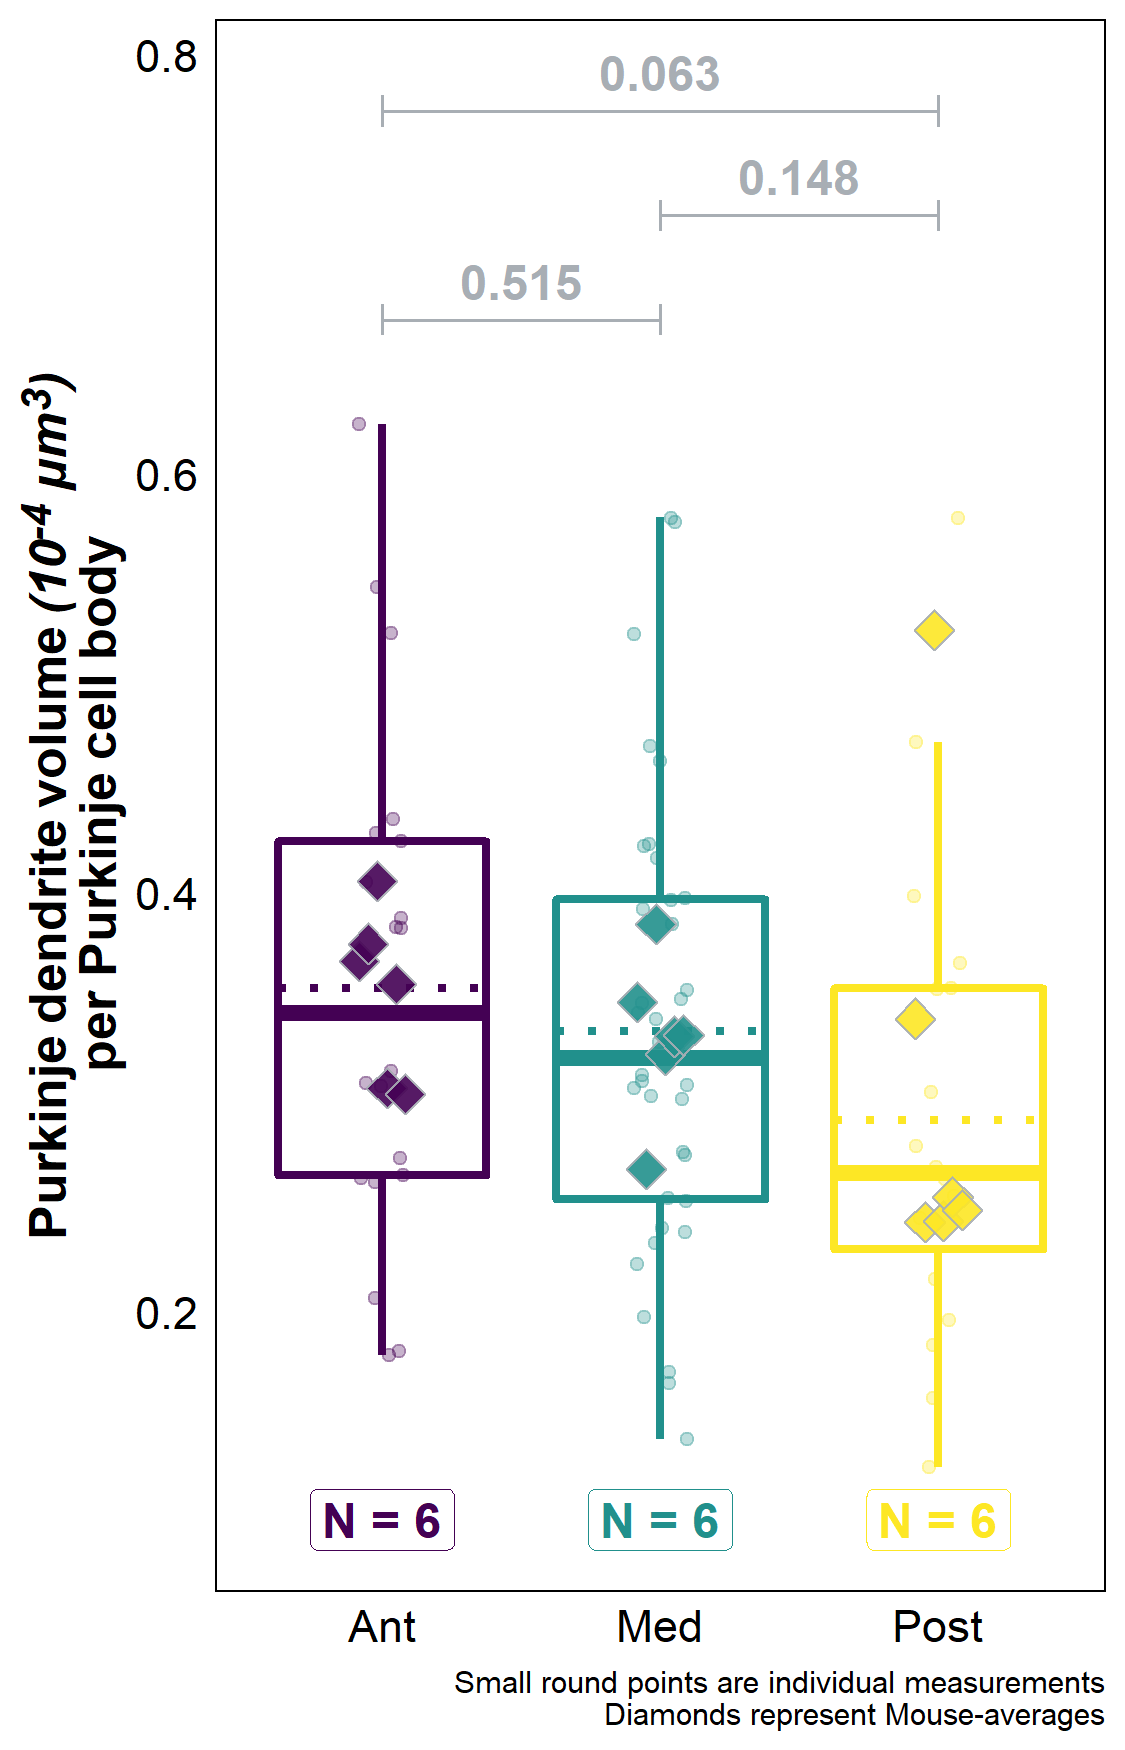 0.8
0.6
0.4
0.2
Purkinje dendrite volume (10⁻⁴ µm³)
per Purkinje cell body
0.063
0.148
0.515
N = 6
N = 6
N = 6
Ant
Med
Post
Small round points are individual measurements
Diamonds represent Mouse-averages